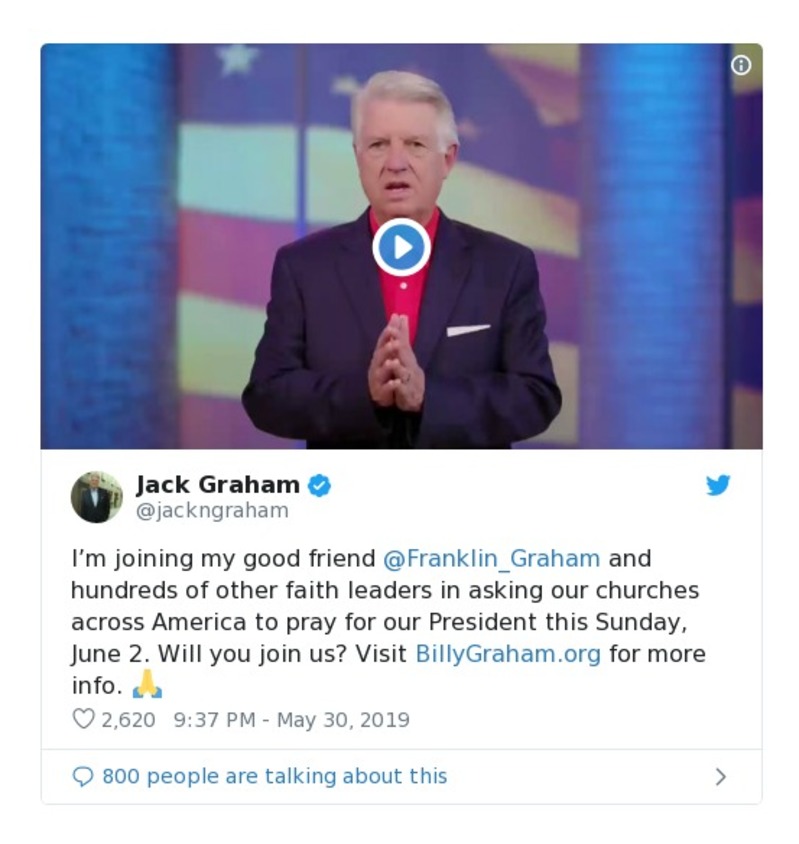 Jack Graham
@jackngraham
I’m joining my good friend @Franklin_Graham and
hundreds of other faith leaders in asking our churches
across America to pray for our President this Sunday,
June 2. Will you join us? Visit BillyGraham.org for more
info. 🙏
2,620 9:37 PM - May 30, 2019
800 people are talking about this